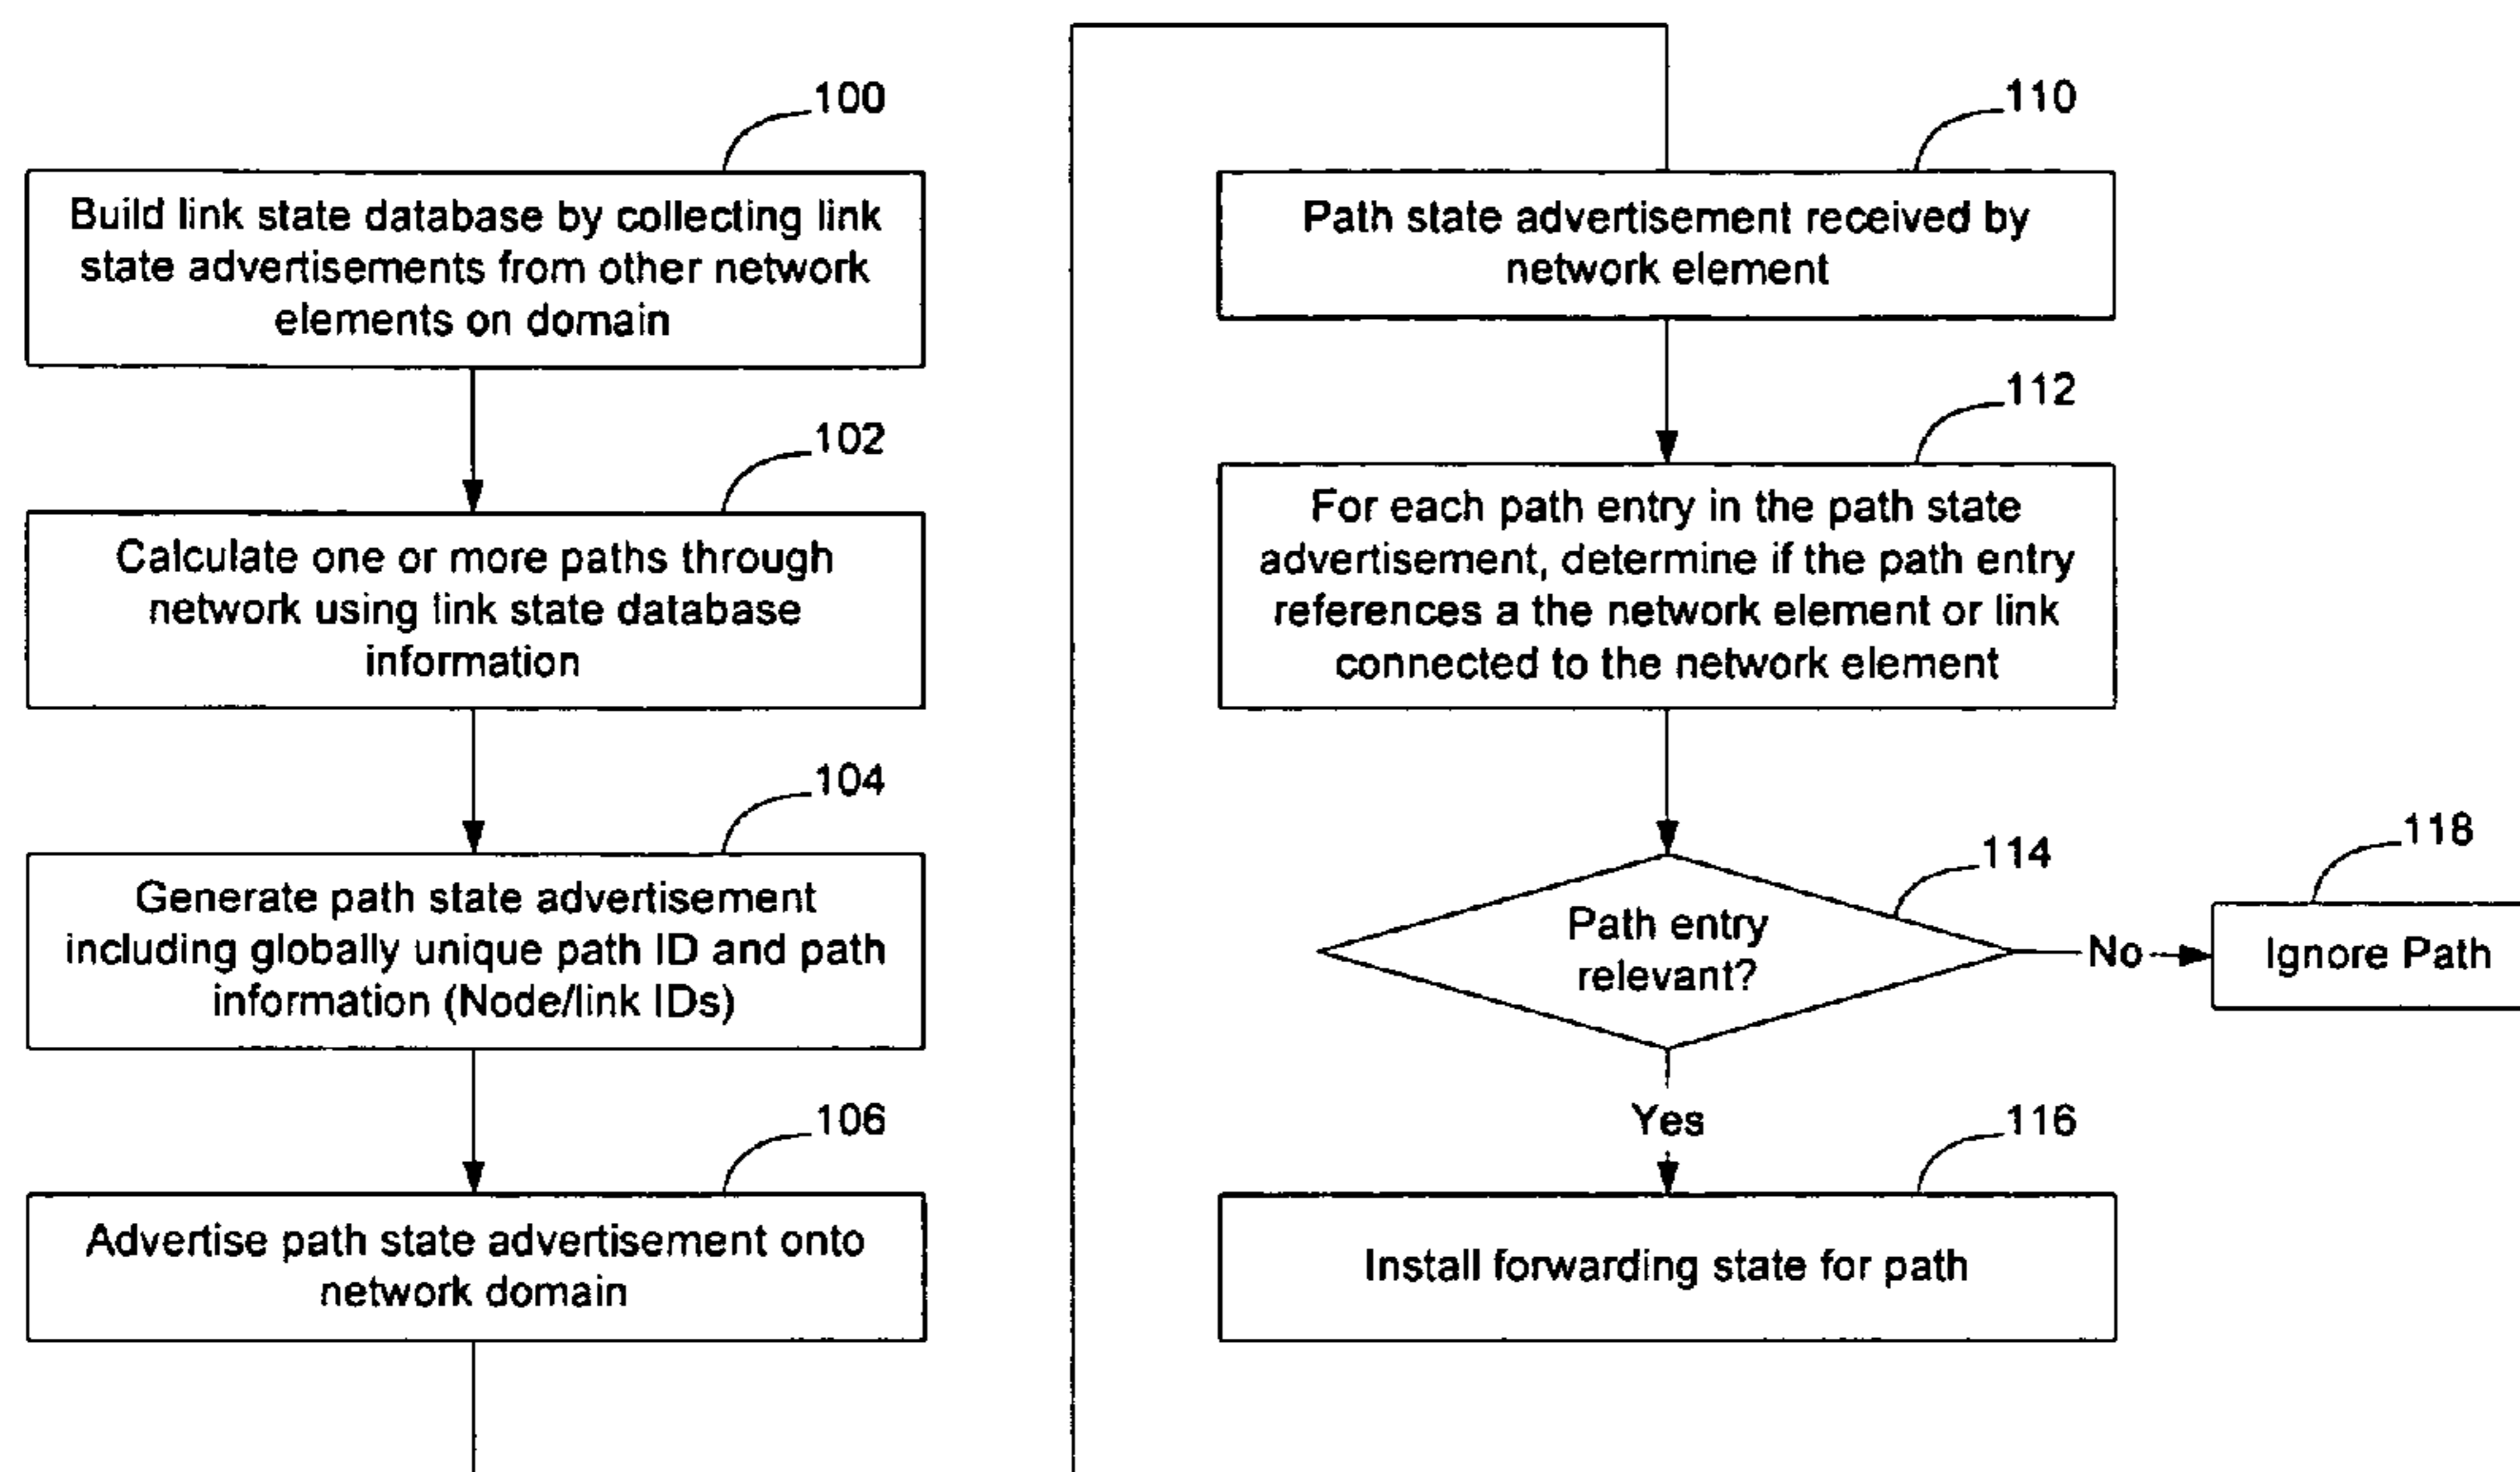 100
Build link state database by collecting link
state advertisements from other network
elements on domain
102
Calculate one or more paths through
network using link state database
information
104
Generate path state advertisement
including globally unique path ID and path
information (Node/link IDs)
106
Advertise path state advertisement onto
network domain
110
Path state advertisement received by
network element
112
For each path entry in the path state
advertisement, determine if the path entry
references a the network element or link
connected to the network element
114
Path entry
relevant?
No
118
Ignore Path
Yes
116
Install forwarding state for path